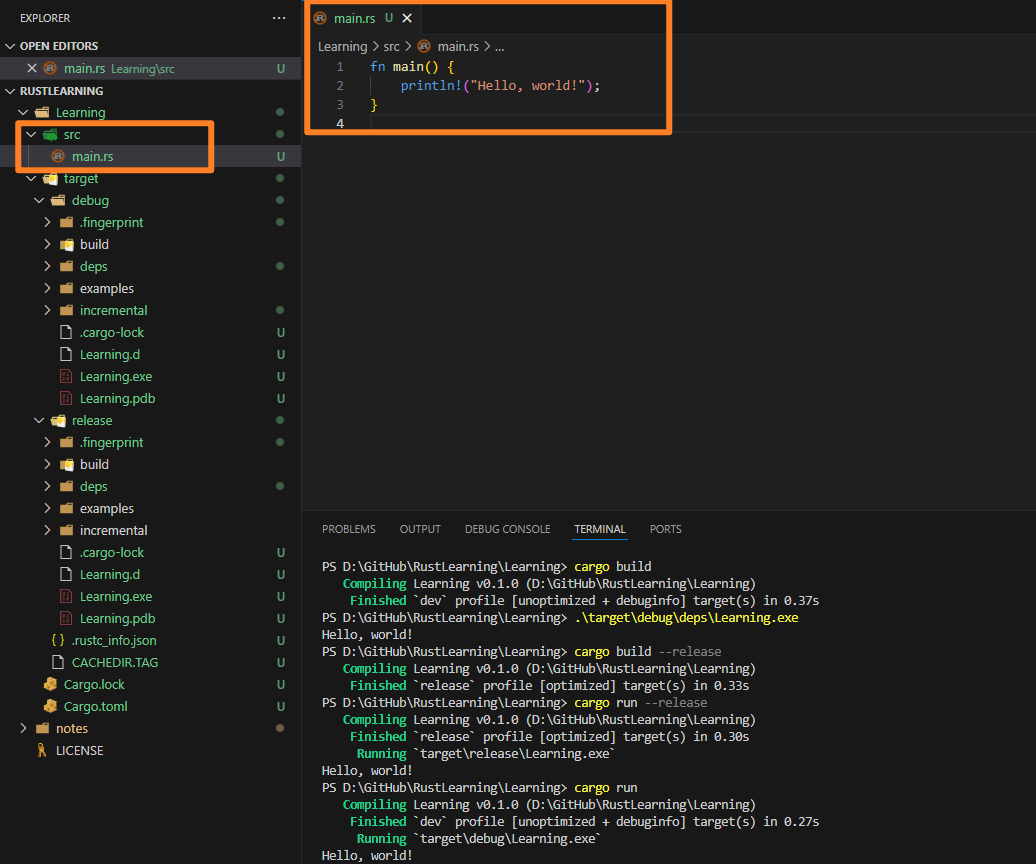 EXPLORER
OPEN EDITORS
main.rs Learning\src U
RUSTLEARNING
Learning
src
main.rs U
target
debug
.fingerprint
build
deps
examples
incremental
.cargo-lock U
Learning.d U
Learning.exe U
Learning.pdb U
release
.fingerprint
build
deps
examples
incremental
.cargo-lock U
Learning.d U
Learning.exe U
Learning.pdb U
{} .rustc_info.json U
CACHEDIR.TAG U
Cargo.lock U
Cargo.toml U
notes
LICENSE
main.rs U
Learning > src > main.rs > ...
1 fn main() {
2 println!("Hello, world!");
3 }
4
PROBLEMS OUTPUT DEBUG CONSOLE TERMINAL PORTS
PS D:\GitHub\RustLearning\Learning> cargo build
Compiling Learning v0.1.0 (D:\GitHub\RustLearning\Learning)
Finished `dev` profile [unoptimized + debuginfo] target(s) in 0.37s
PS D:\GitHub\RustLearning\Learning> .\target\debug\deps\Learning.exe
Hello, world!
PS D:\GitHub\RustLearning\Learning> cargo build --release
Compiling Learning v0.1.0 (D:\GitHub\RustLearning\Learning)
Finished `release` profile [optimized] target(s) in 0.33s
PS D:\GitHub\RustLearning\Learning> cargo run --release
Compiling Learning v0.1.0 (D:\GitHub\RustLearning\Learning)
Finished `release` profile [optimized] target(s) in 0.30s
Running `target\release\Learning.exe`
Hello, world!
PS D:\GitHub\RustLearning\Learning> cargo run
Compiling Learning v0.1.0 (D:\GitHub\RustLearning\Learning)
Finished `dev` profile [unoptimized + debuginfo] target(s) in 0.27s
Running `target\debug\Learning.exe`
Hello, world!